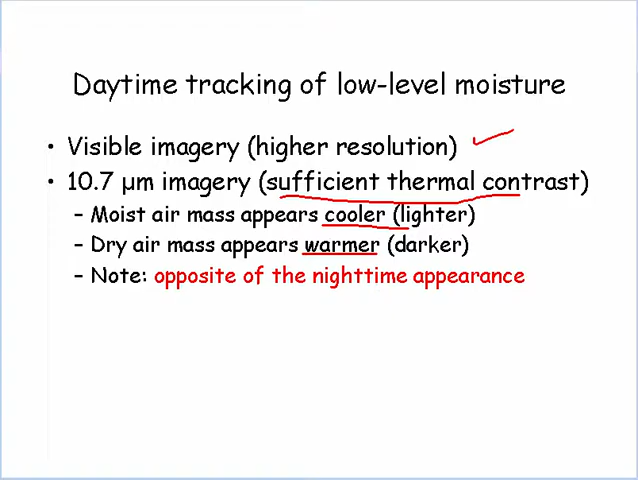 Daytime tracking of low-level moisture
• Visible imagery (higher resolution)
• 10.7 µm imagery (sufficient thermal contrast)
– Moist air mass appears cooler (lighter)
– Dry air mass appears warmer (darker)
– Note: opposite of the nighttime appearance